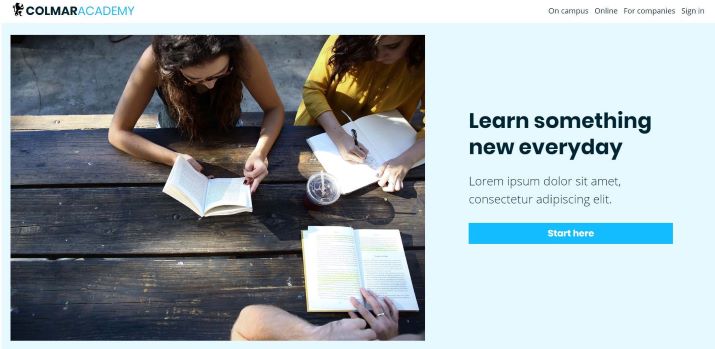 COLMARACADEMY
On campus Online For companies Sign in
Learn something
new everyday
Lorem ipsum dolor sit amet,
consectetur adipiscing elit.
Start here